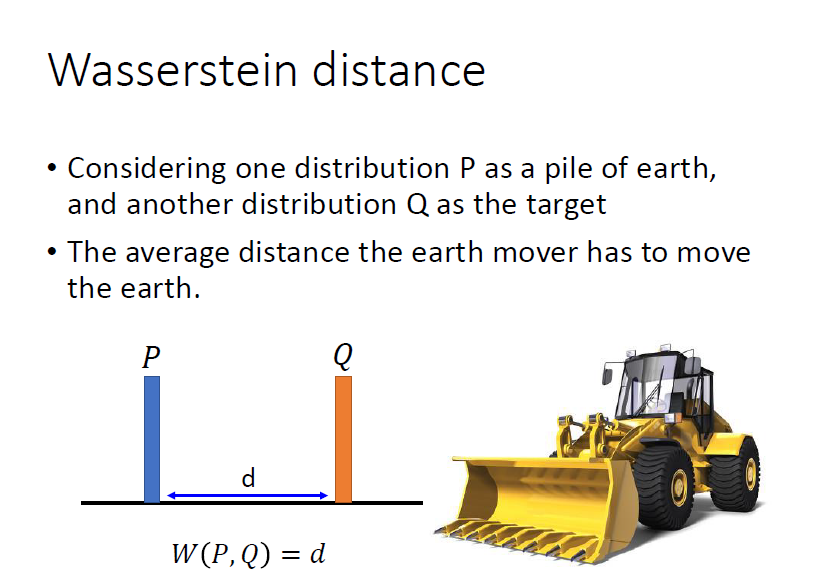 Wasserstein distance
• Considering one distribution P as a pile of earth,
and another distribution Q as the target
• The average distance the earth mover has to move
the earth.
P
Q
d
W(P, Q) = d